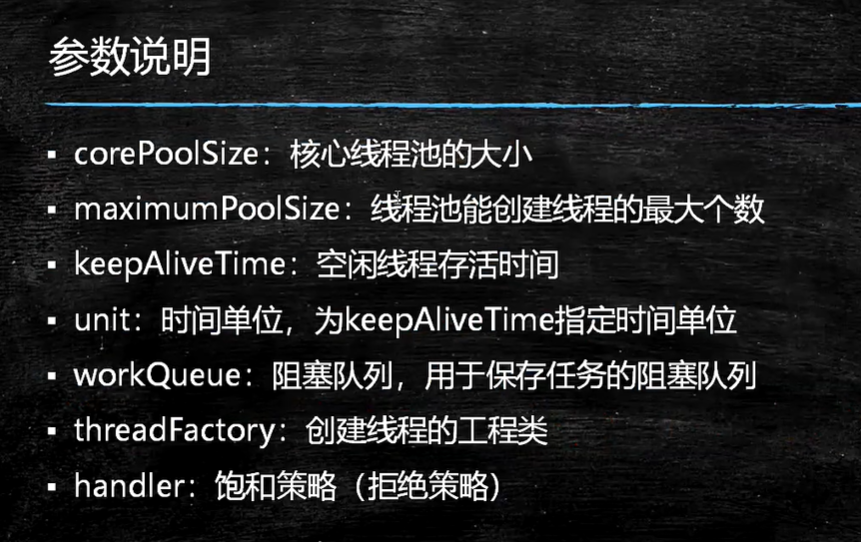 参数说明
▪ corePoolSize：核心线程池的大小
▪ maximumPoolSize：线程池能创建线程的最大个数
▪ keepAliveTime：空闲线程存活时间
▪ unit：时间单位，为keepAliveTime指定时间单位
▪ workQueue：阻塞队列，用于保存任务的阻塞队列
▪ threadFactory：创建线程的工程类
▪ handler：饱和策略（拒绝策略）